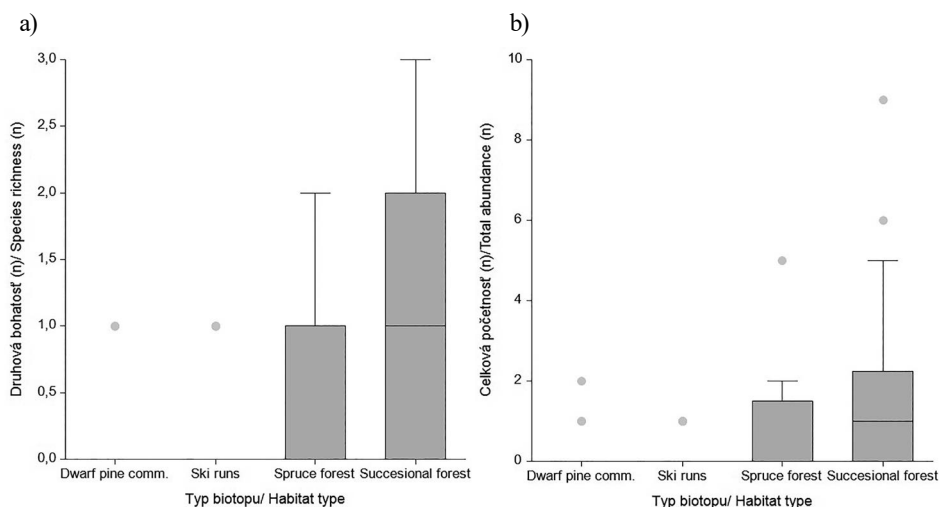 a)
Druhová bohatosť (n)/ Species richness (n)
3,0
2,5
2,0
1,5
1,0
0,5
0,0
Dwarf pine comm. Ski runs Spruce forest Succesional forest
Typ biotopu/ Habitat type
b)
Celková početnosť (n)/Total abundance (n)
10
8
6
4
2
0
Dwarf pine comm. Ski runs Spruce forest Succesional forest
Typ biotopu/ Habitat type